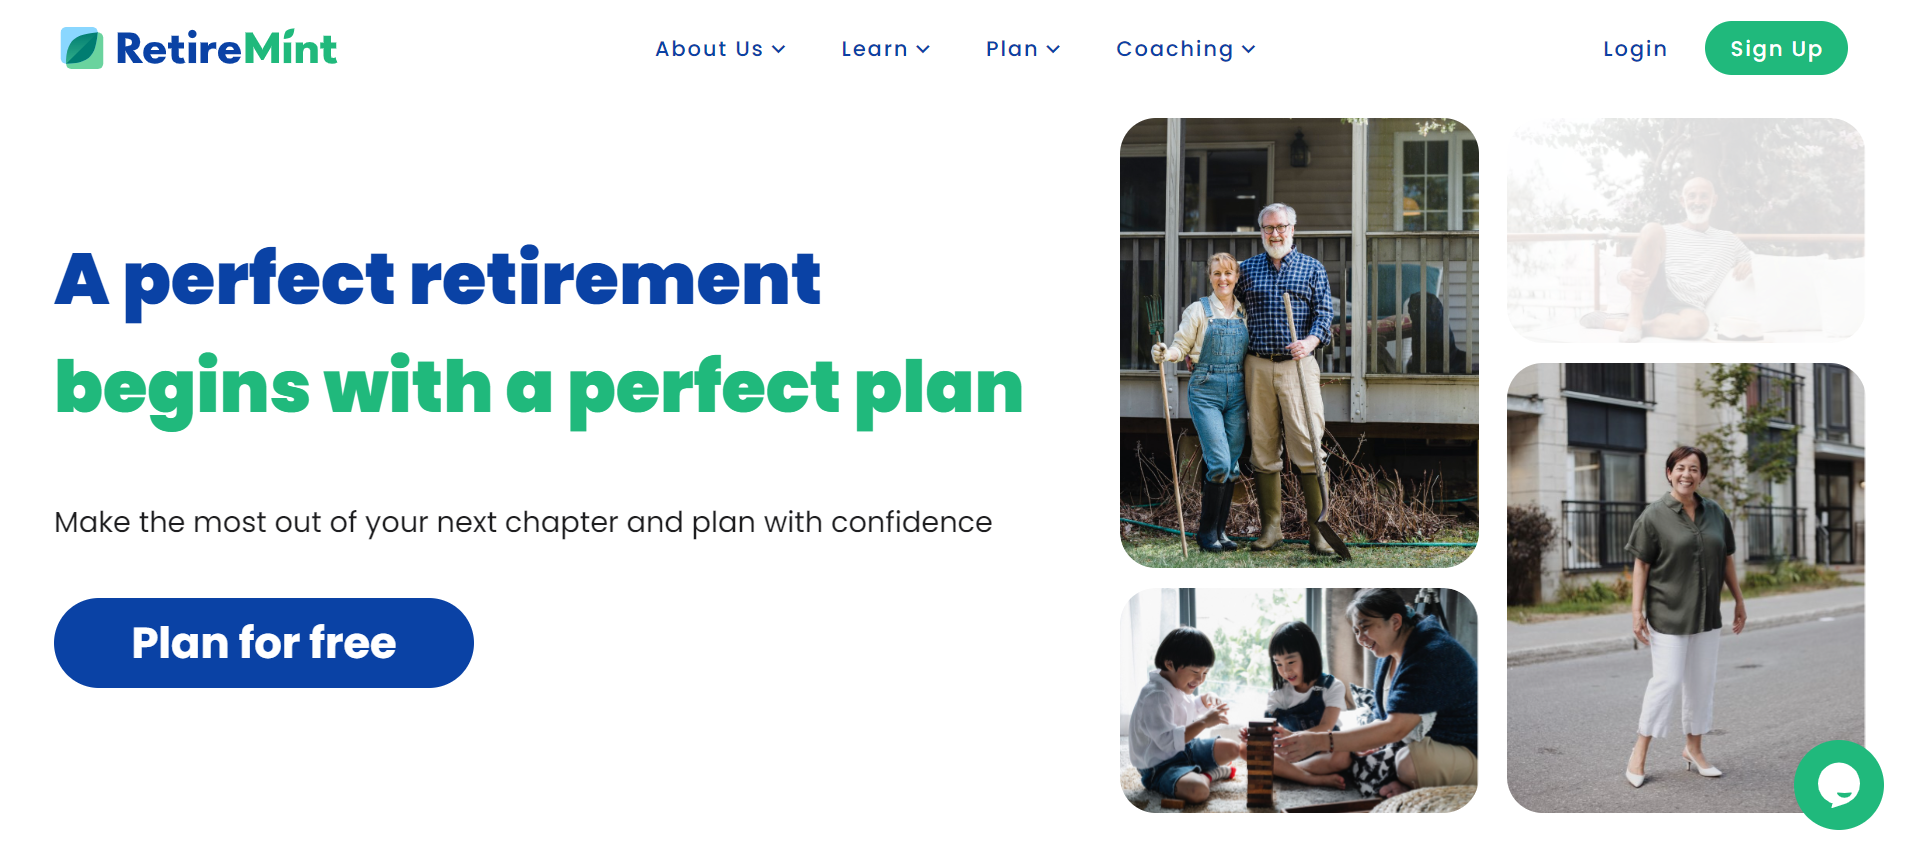 RetireMint
About Us
Learn
Plan
Coaching
Login
Sign Up
A perfect retirement
begins with a perfect plan
Make the most out of your next chapter and plan with confidence
Plan for free